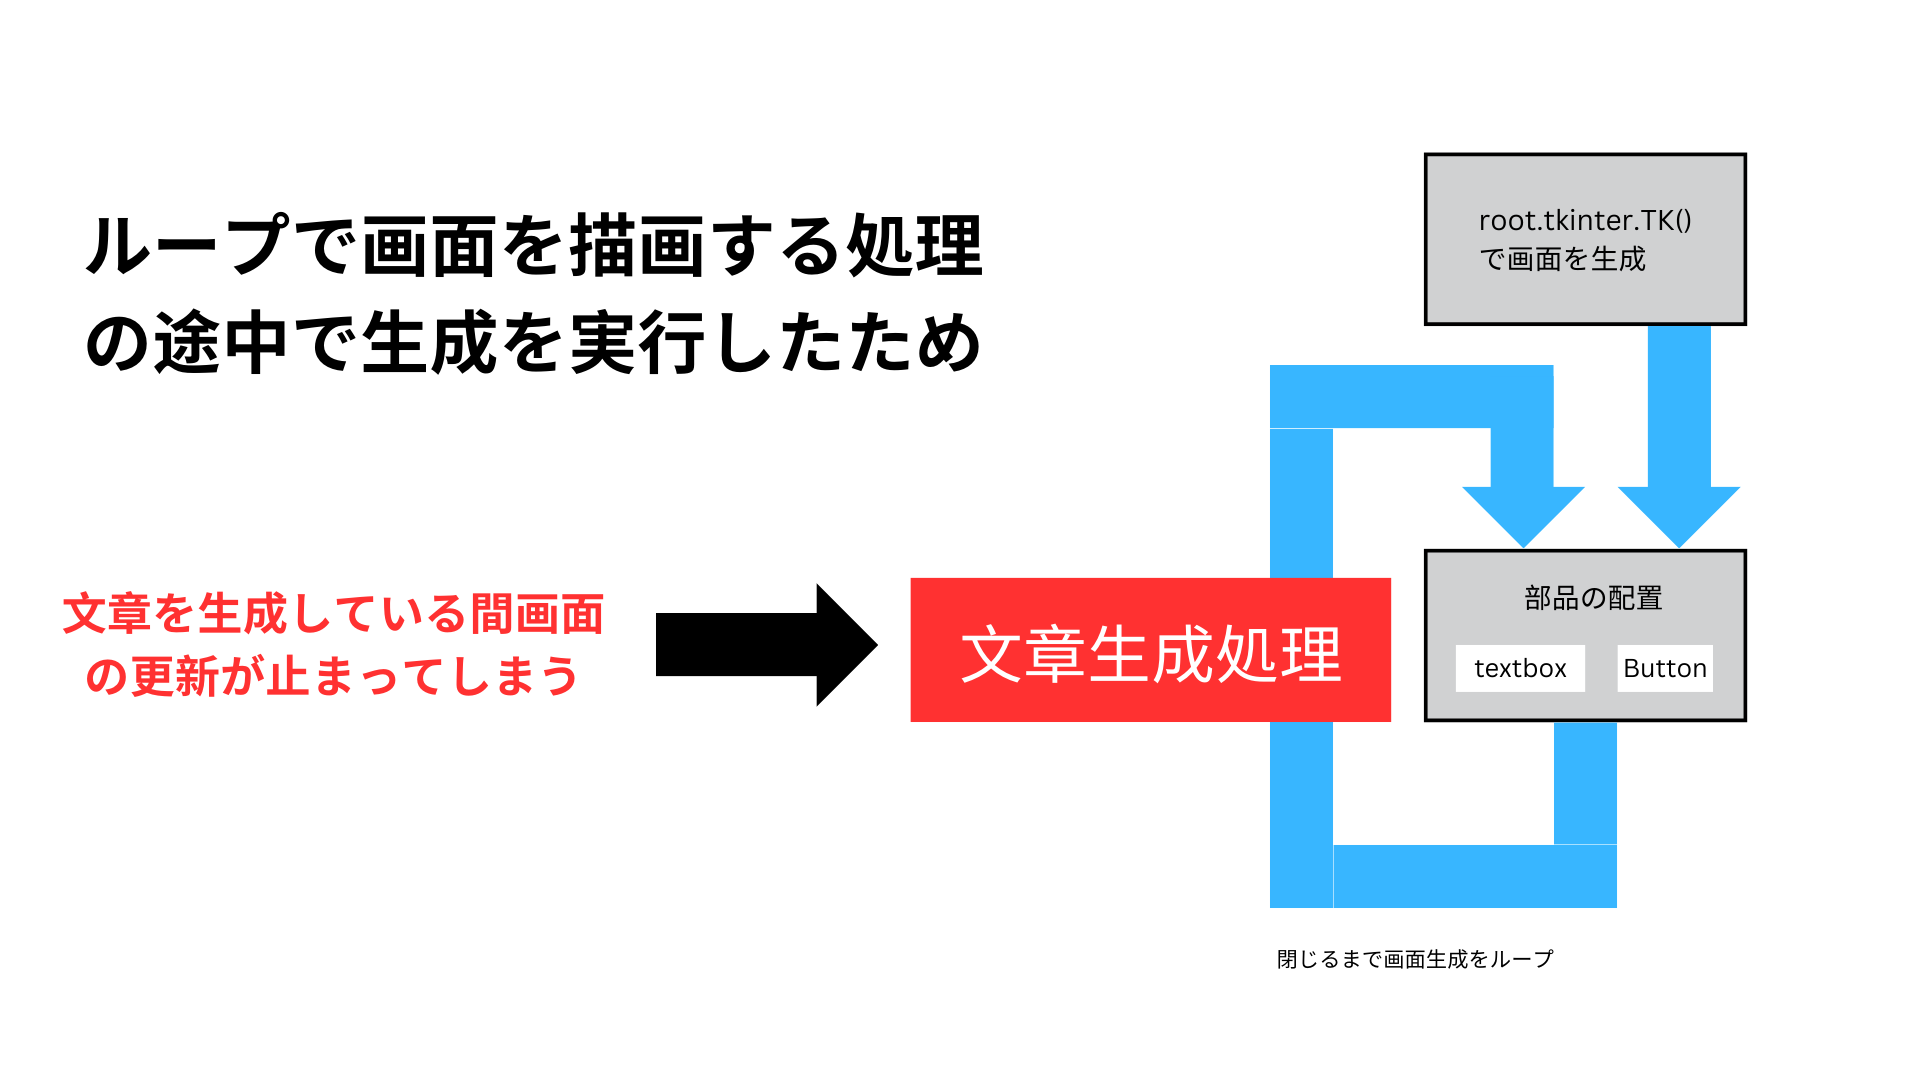 ループで画面を描画する処理
の途中で生成を実行したため
文章を生成している間画面
の更新が止まってしまう
文章生成処理
root.tkinter.TK()
で画面を生成
部品の配置
textbox
Button
閉じるまで画面生成をループ